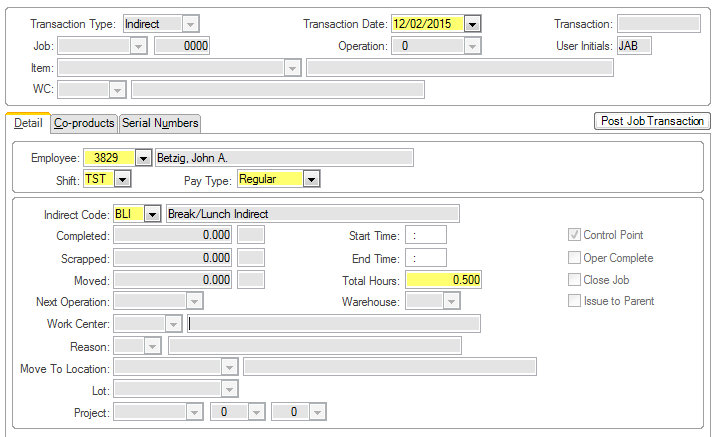 Transaction Type: Indirect Transaction Date: 12/02/2015 Transaction:
Job: 0000 Operation: 0 User Initials: JAB
Item:
WC:
Detail Co-products Serial Numbers Post Job Transaction
Employee: 3829 Betzig, John A.
Shift: TST Pay Type: Regular
Indirect Code: BLI Break/Lunch Indirect
Completed: 0.000 Start Time: : Control Point
Scrapped: 0.000 End Time: : Oper Complete
Moved: 0.000 Total Hours: 0.500 Close Job
Next Operation: Warehouse: Issue to Parent
Work Center:
Reason:
Move To Location:
Lot:
Project: 0 0